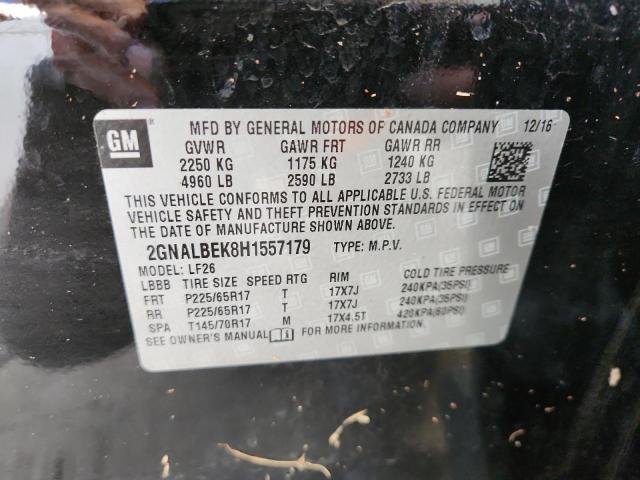 GM ® MFD BY GENERAL MOTORS OF CANADA COMPANY 12/16
GVWR GAWR FRT GAWR RR
2250 KG 1175 KG 1240 KG
4960 LB 2590 LB 2733 LB
THIS VEHICLE CONFORMS TO ALL APPLICABLE U.S. FEDERAL MOTOR
VEHICLE SAFETY AND THEFT PREVENTION STANDARDS IN EFFECT ON
THE DATE OF MANUFACTURE SHOWN ABOVE.
2GNALBEK8H1557179 TYPE: M.P.V.
MODEL: LF26
LBBB TIRE SIZE SPEED RTG RIM COLD TIRE PRESSURE
FRT P225/65R17 T 17X7J 240KPA(35PSI)
RR P225/65R17 T 17X7J 240KPA(35PSI)
SPA T145/70R17 M 17X4.5T 420KPA(60PSI)
SEE OWNER'S MANUAL FOR MORE INFORMATION.